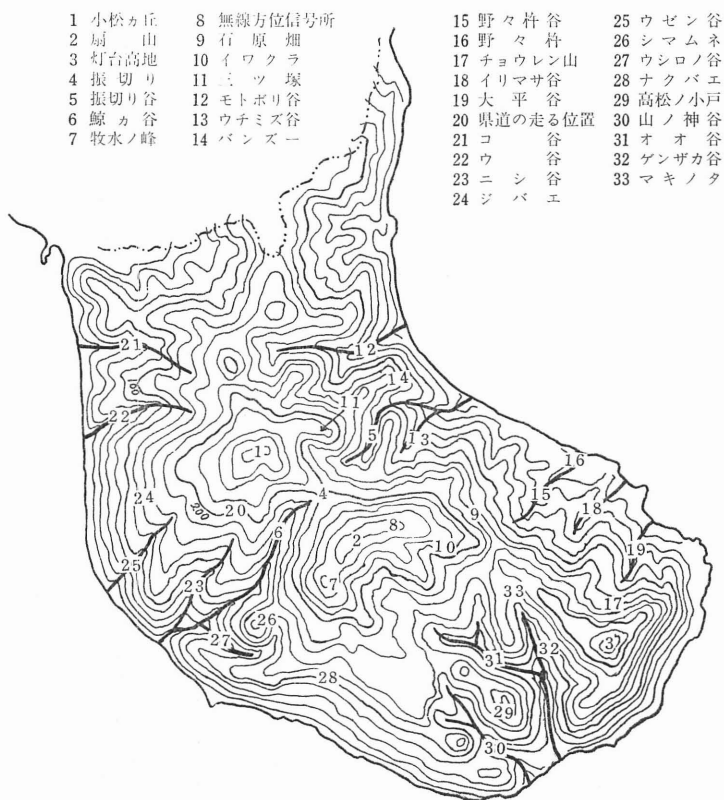 1 小松ヵ丘
2 扇山
3 灯台高地
4 振切り
5 振切り谷
6 鯨ヵ谷
7 牧水ノ峰
8 無線方位信号所
9 石原畑
10 イワクラ
11 三ツ塚
12 モトボリ谷
13 ウチミズ谷
14 バンズー
15 野々杵谷
16 野々杵
17 チョウレン山
18 イリマサ谷
19 大平谷
20 県道の走る位置
21 コ谷
22 ウ谷
23 ニシ谷
24 ジバエ
25 ウゼン谷
26 シマムネ
27 ウシロノ谷
28 ナクバエ
29 高松ノ小戸
30 山ノ神谷
31 オオ谷
32 ゲンザカ谷
33 マキノタ
21
12
14
22
11
5
13
1
16
4
15
24
200
20
18
9
8
6
2
10
19
25
7
23
33
17
26
3
27
31
32
28
29
30